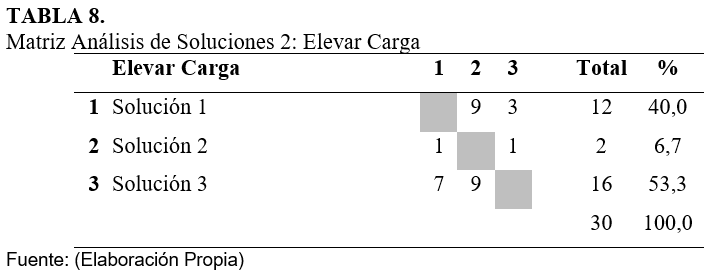 TABLA 8.
Matriz Análisis de Soluciones 2: Elevar Carga
Elevar Carga 1 2 3 Total %
1 Solución 1 9 3 12 40,0
2 Solución 2 1 1 2 6,7
3 Solución 3 7 9 16 53,3
30 100,0
Fuente: (Elaboración Propia)